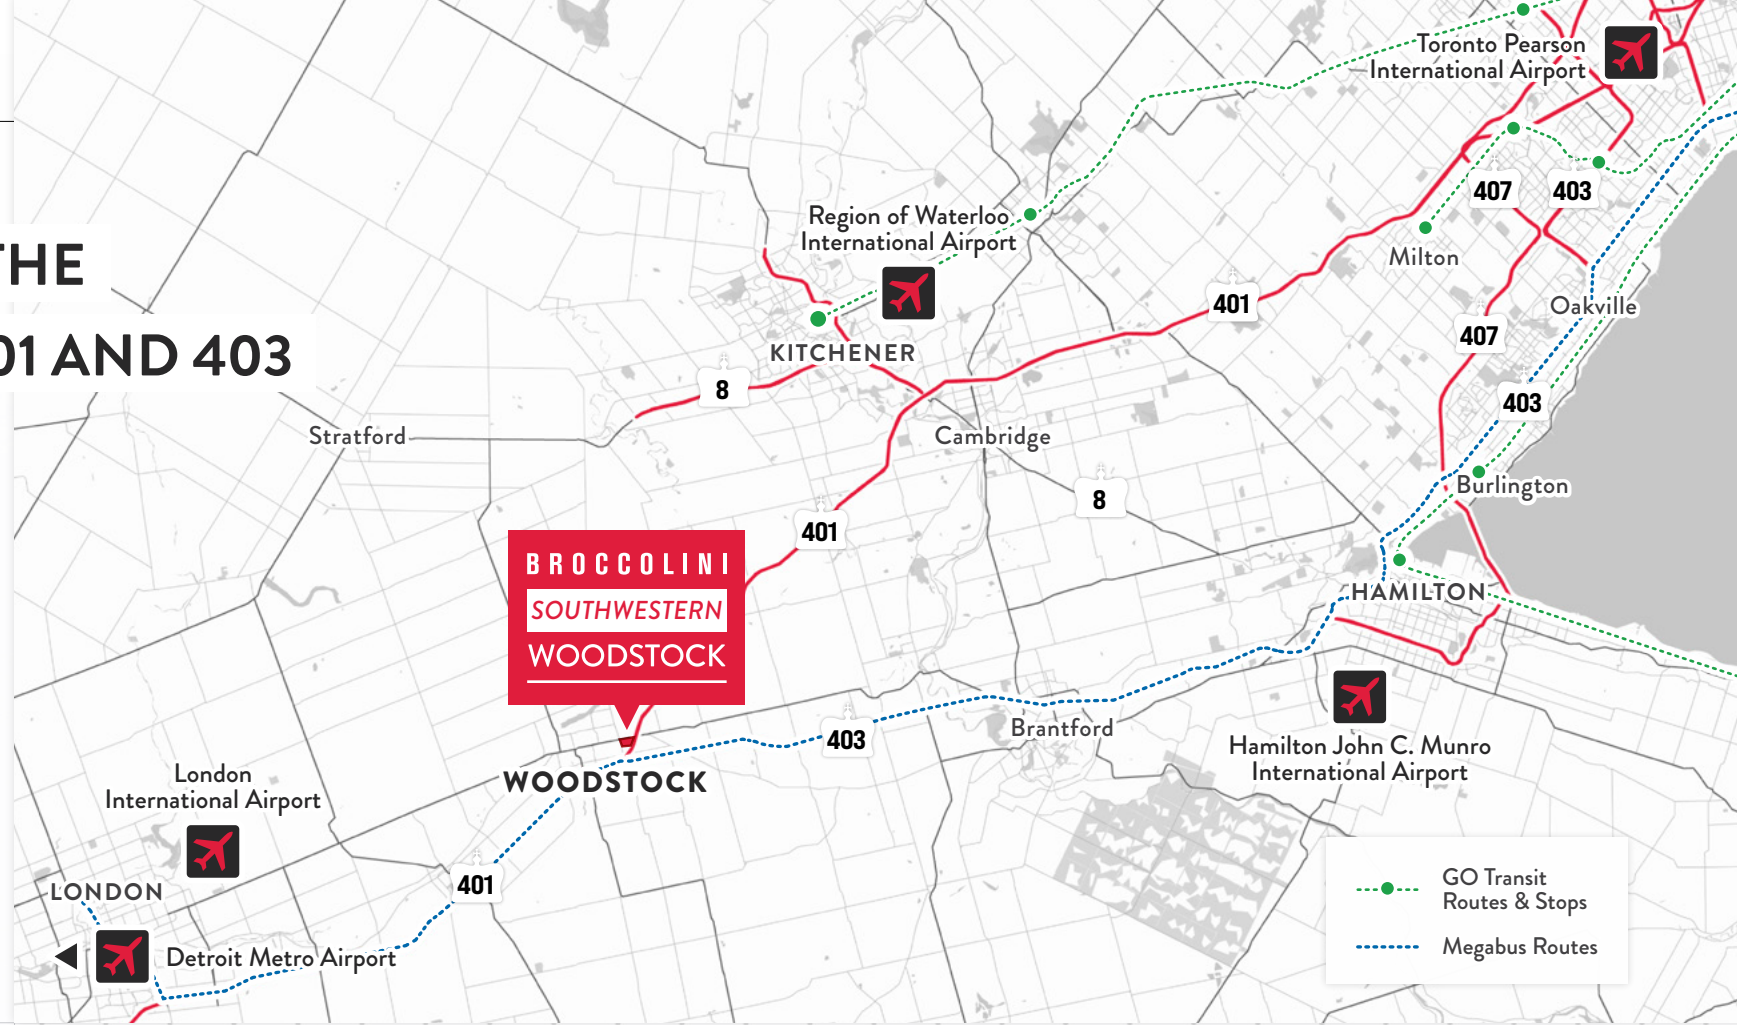 THE
01 AND 403
Toronto Pearson
International Airport
407
403
Milton
Region of Waterloo
International Airport
401
Oakville
407
KITCHENER
8
403
Stratford
Cambridge
Burlington
8
401
BROCCOLINI
SOUTHWESTERN
WOODSTOCK
HAMILTON
Brantford
403
Hamilton John C. Munro
International Airport
WOODSTOCK
London
International Airport
401
LONDON
Detroit Metro Airport
GO Transit
Routes & Stops
Megabus Routes